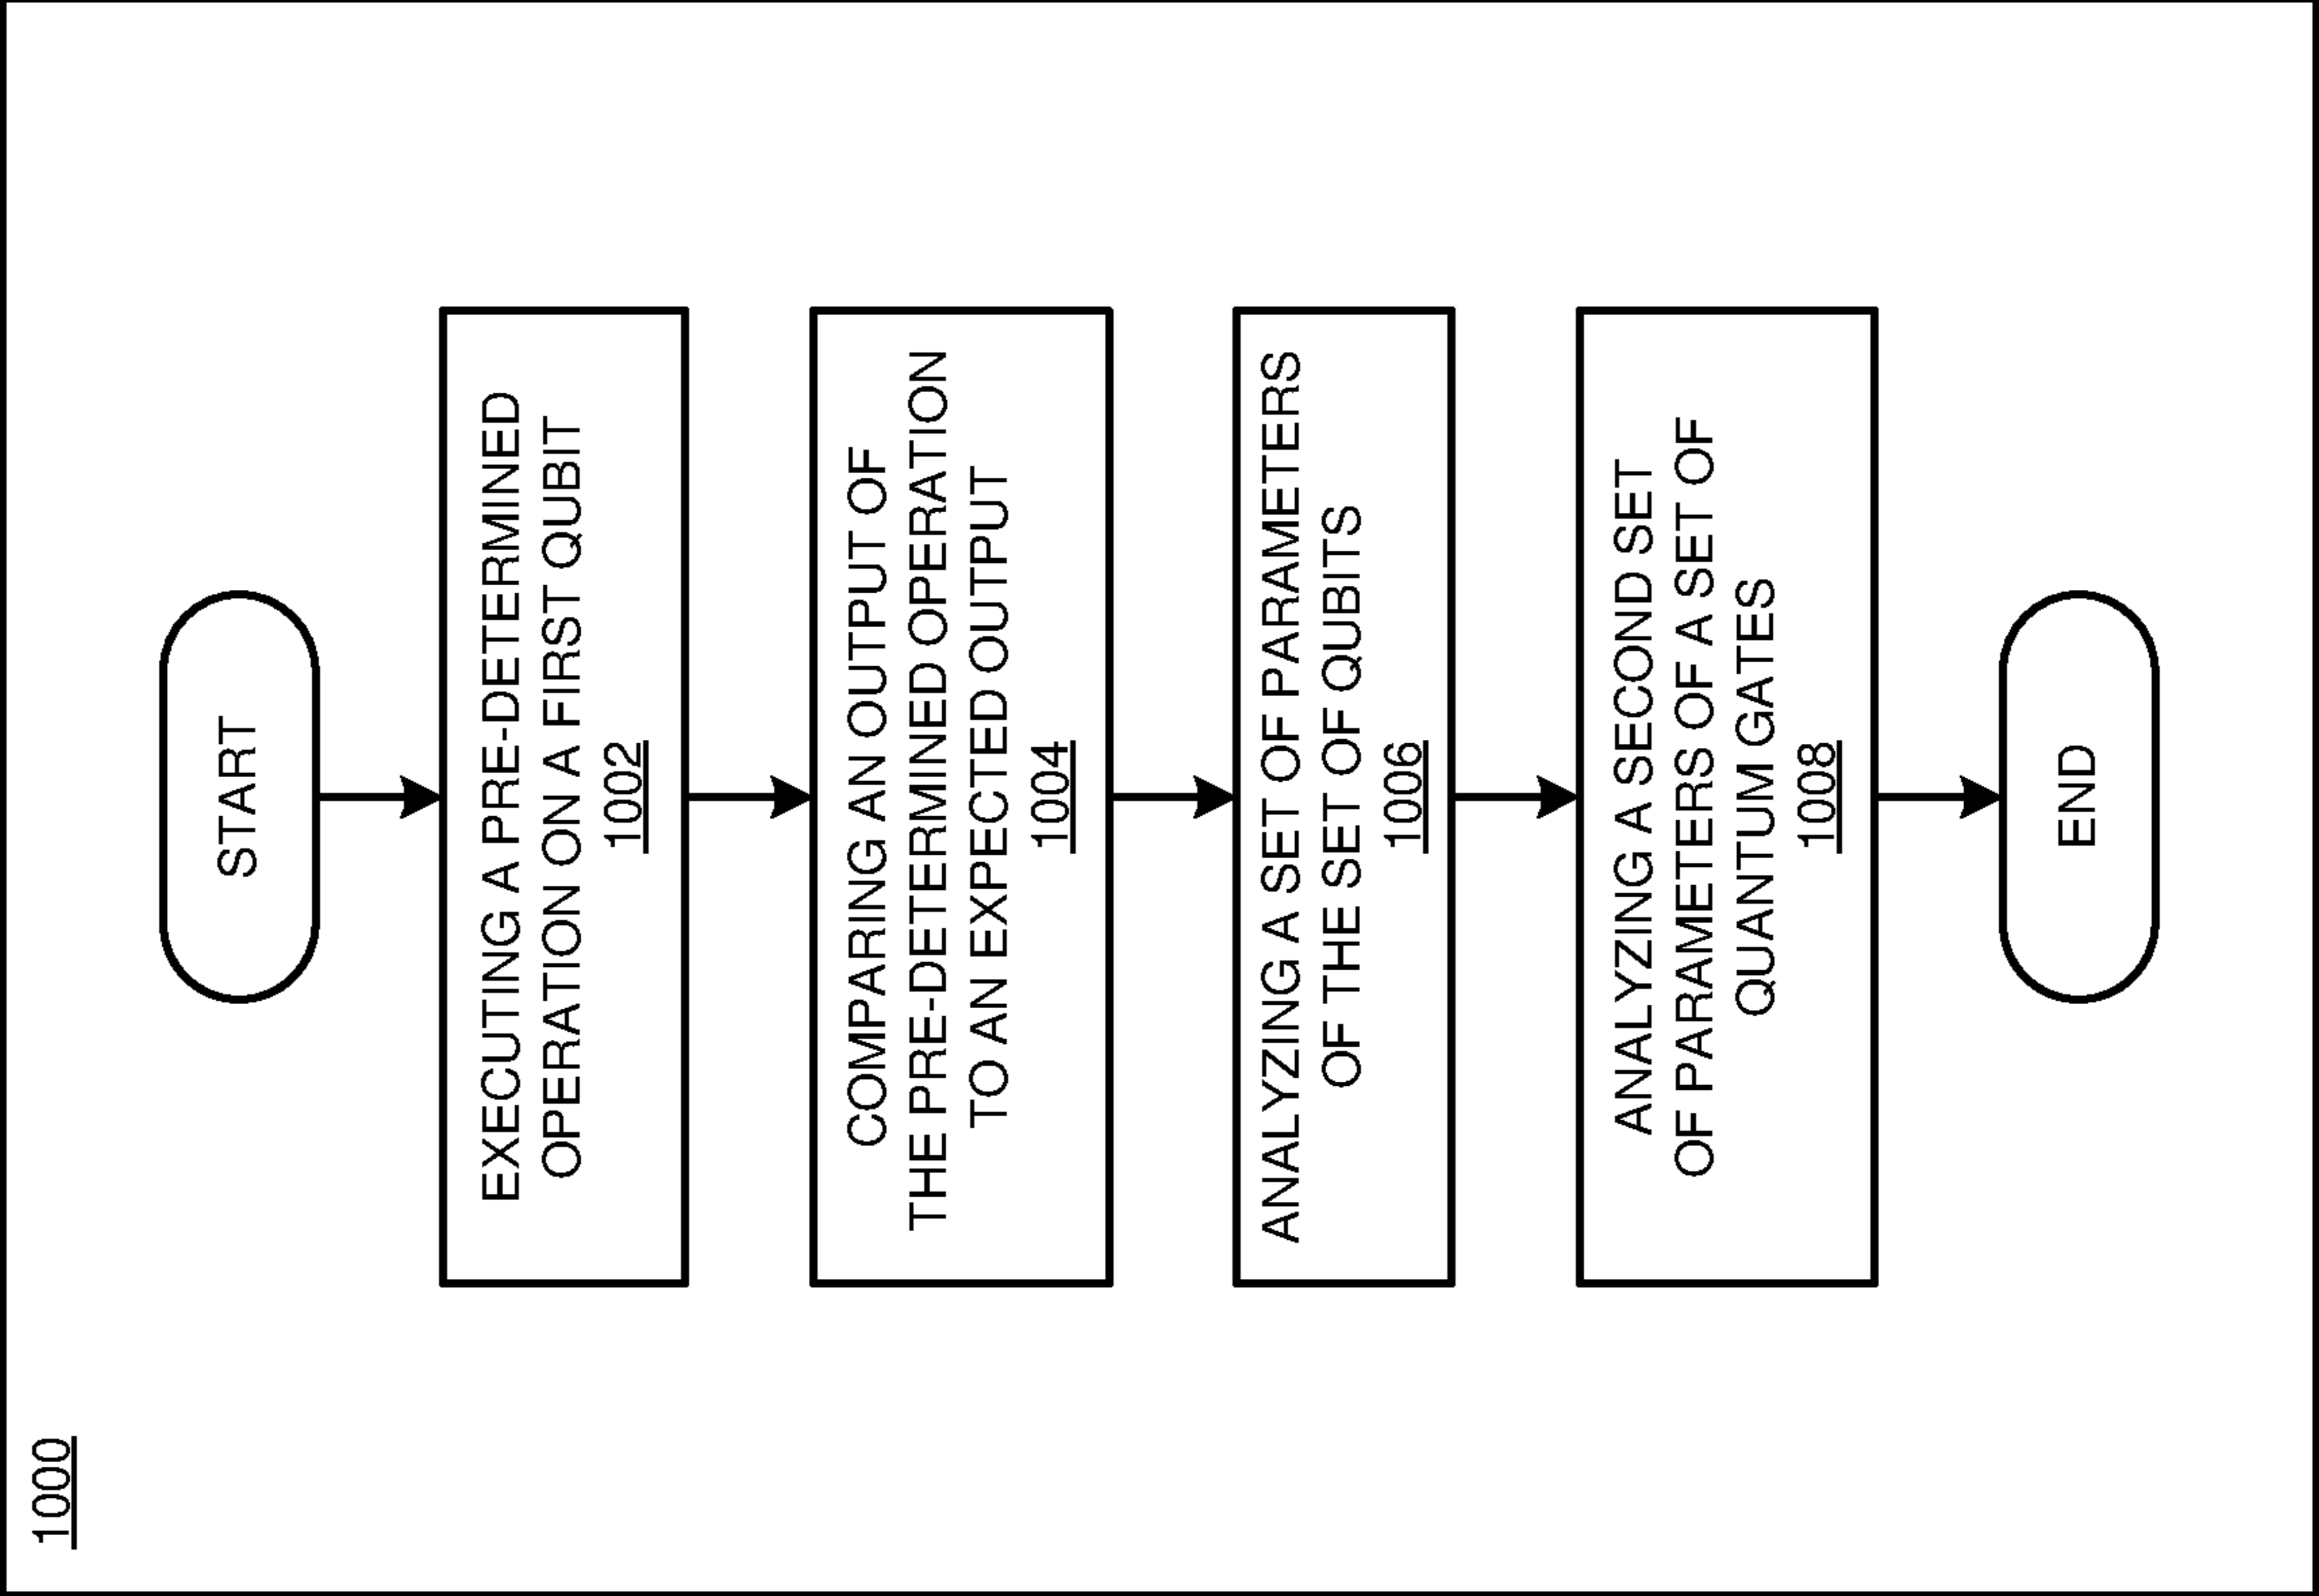 1000
START
EXECUTING A PRE-DETERMINED
OPERATION ON A FIRST QUBIT
1002
COMPARING AN OUTPUT OF
THE PRE-DETERMINED OPERATION
TO AN EXPECTED OUTPUT
1004
ANALYZING A SET OF PARAMETERS
OF THE SET OF QUBITS
1006
ANALYZING A SECOND SET
OF PARAMETERS OF A SET OF
QUANTUM GATES
1008
END